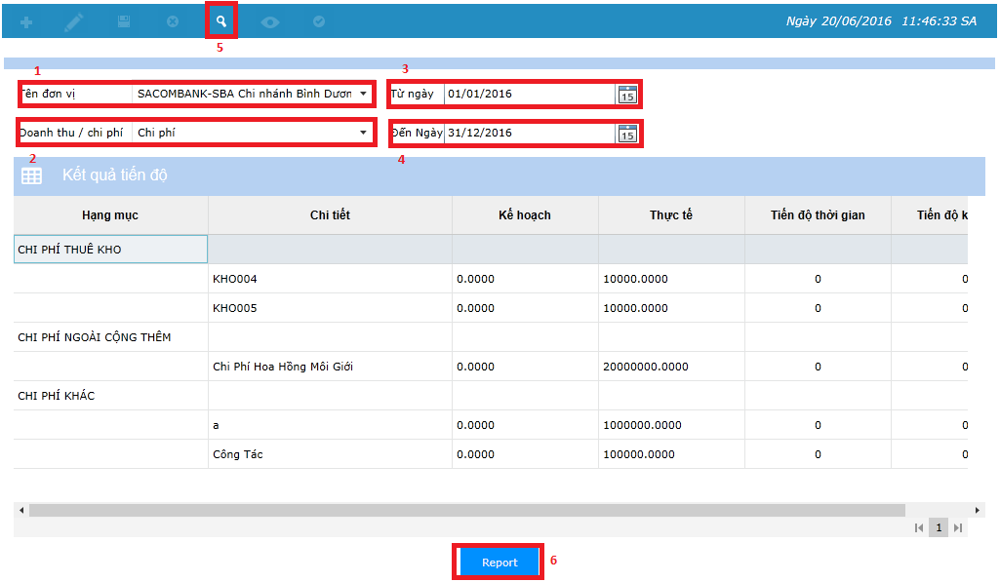 Ngày 20/06/2016 11:46:33 SA
5
1
3
Tên đơn vị SACOMBANK-SBA Chi nhánh Bình Dươn
Từ ngày 01/01/2016 15
Doanh thu / chi phí Chi phí
Đến Ngày 31/12/2016 15
2
4
Kết quả tiến độ
Hạng mục Chi tiết Kế hoạch Thực tế Tiến độ thời gian Tiến độ k
CHI PHÍ THUÊ KHO
KHO004 0.0000 10000.0000 0 0
KHO005 0.0000 10000.0000 0 0
CHI PHÍ NGOÀI CỘNG THÊM
Chi Phí Hoa Hồng Môi Giới 0.0000 20000000.0000 0 0
CHI PHÍ KHÁC
a 0.0000 1000000.0000 0 0
Công Tác 0.0000 100000.0000 0 0
1
Report 6